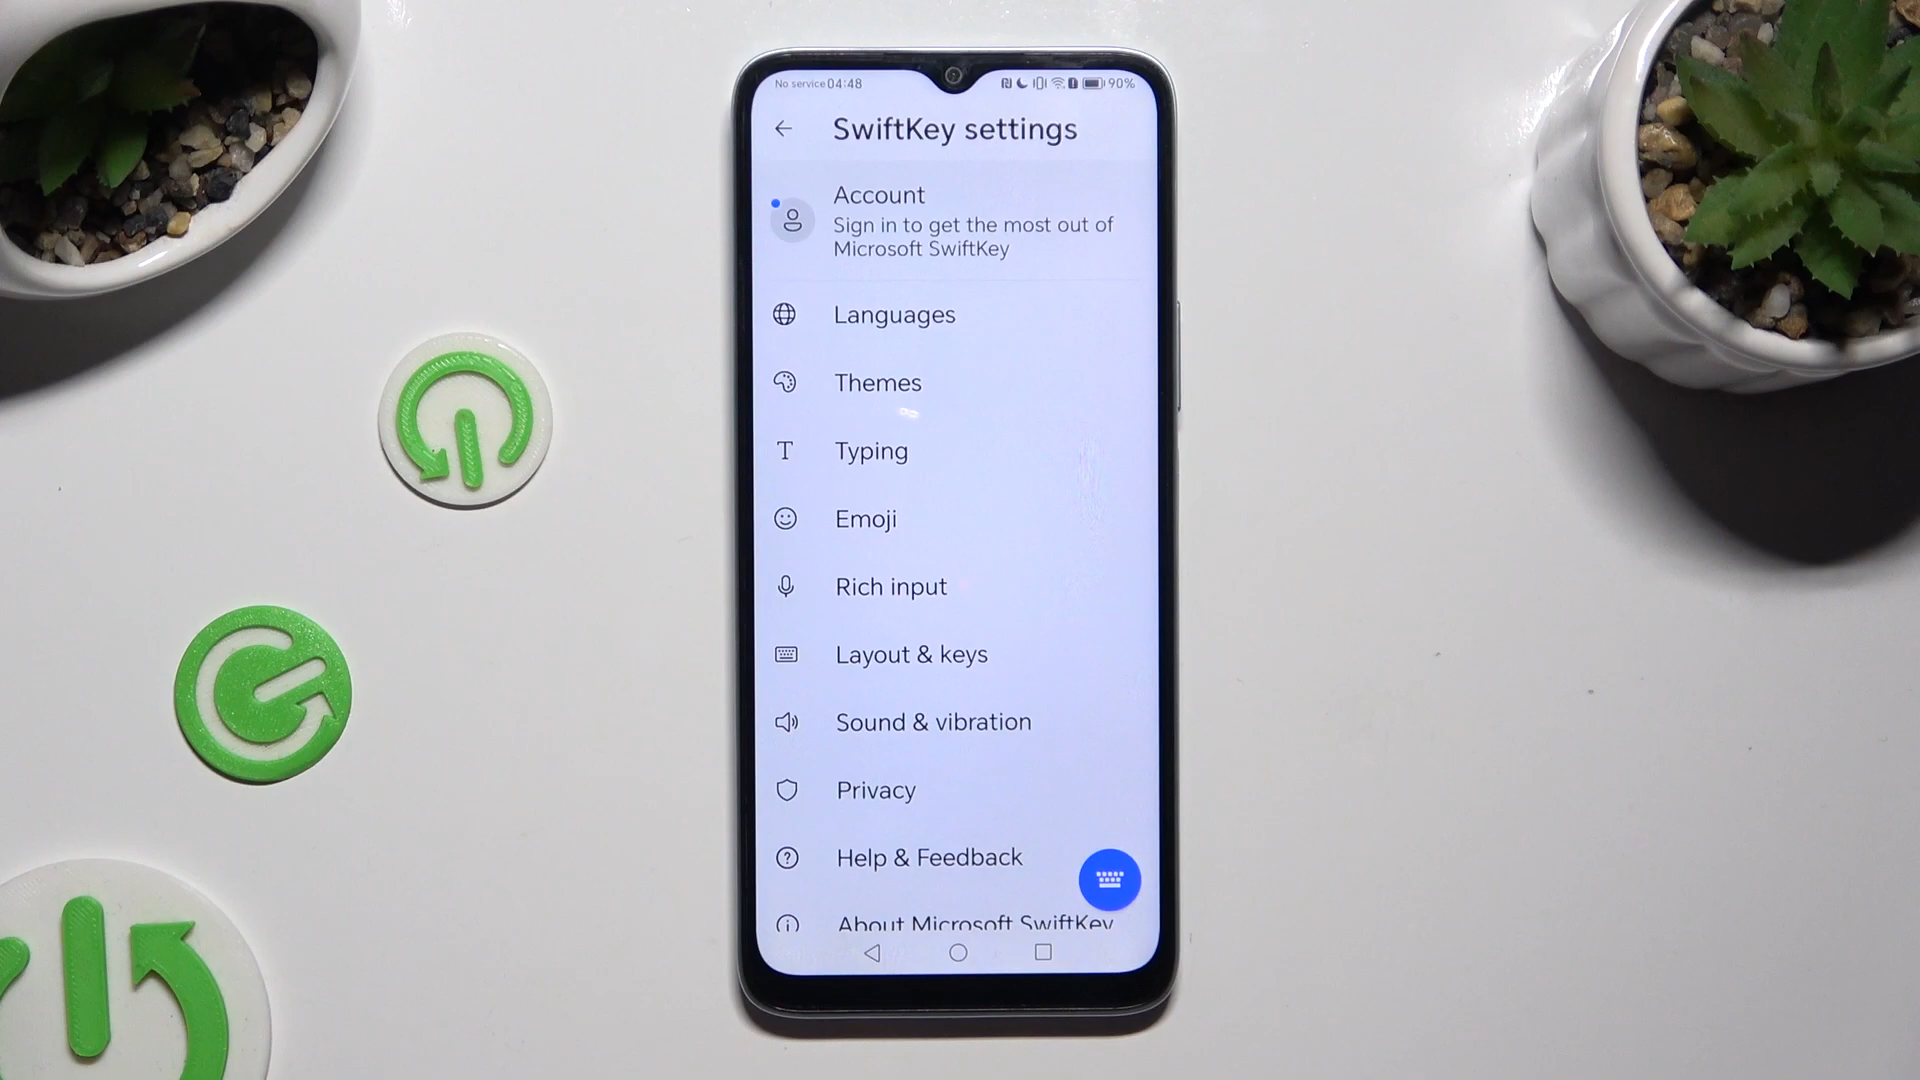 No service 04:48 90%
SwiftKey settings
Account
Sign in to get the most out of
Microsoft SwiftKey
Languages
Themes
Typing
Emoji
Rich input
Layout & keys
Sound & vibration
Privacy
Help & Feedback
About Microsoft SwiftKey